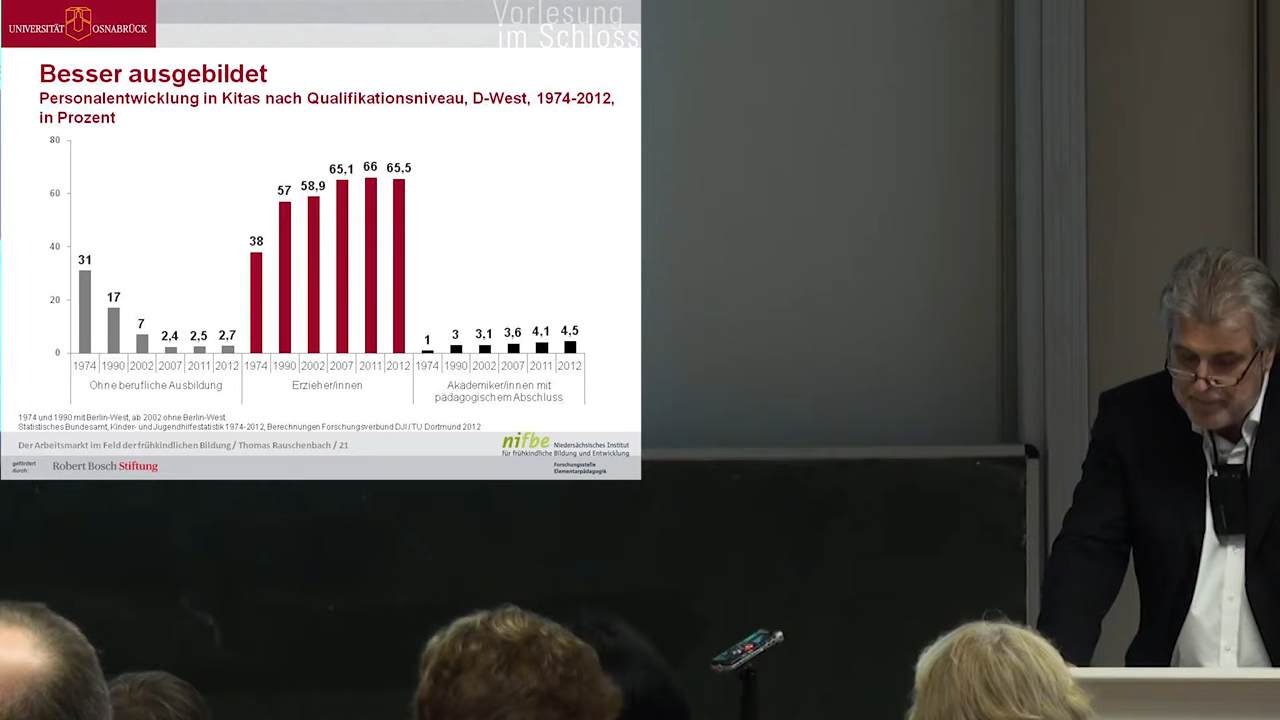 UNIVERSITÄT OSNABRÜCK
Vorlesung
im Schloss
Besser ausgebildet
Personalentwicklung in Kitas nach Qualifikationsniveau, D-West, 1974-2012,
in Prozent
80
60
40
20
0
31
17
7
2,4
2,5
2,7
38
57
58,9
65,1
66
65,5
1
3
3,1
3,6
4,1
4,5
1974 1990 2002 2007 2011 2012 1974 1990 2002 2007 2011 2012 1974 1990 2002 2007 2011 2012
Ohne berufliche Ausbildung
Erzieher/innen
Akademiker/innen mit
pädagogischem Abschluss
1974 und 1990 mit Berlin-West, ab 2002 ohne Berlin-West.
Statistisches Bundesamt, Kinder- und Jugendhilfestatistik 1974-2012, Berechnungen Forschungsverbund DJI/TU Dortmund 2012
Der Arbeitsmarkt im Feld der frühkindlichen Bildung / Thomas Rauschenbach / 21
nifbe Niedersächsisches Institut
für frühkindliche Bildung und Entwicklung
Forschungsstelle
Elementarpädagogik
gefördert
durch:
Robert Bosch Stiftung